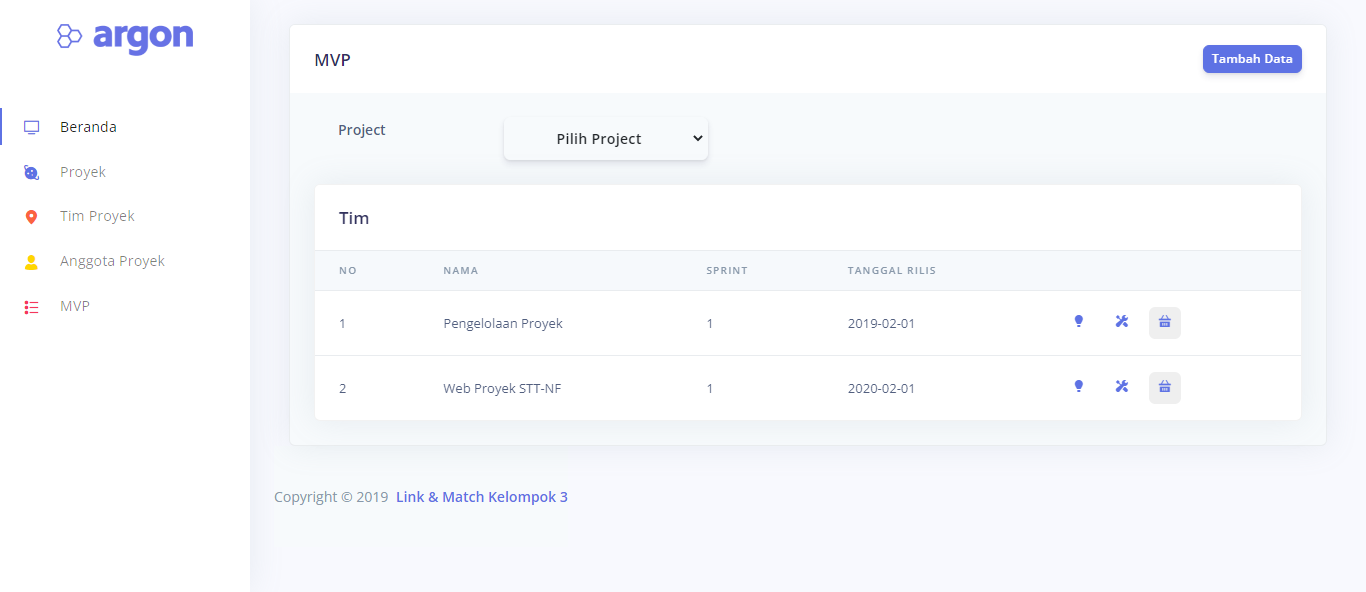 argon
Beranda
Proyek
Tim Proyek
Anggota Proyek
MVP
MVP
Tambah Data
Project
Pilih Project
Tim
NO NAMA SPRINT TANGGAL RILIS
1 Pengelolaan Proyek 1 2019-02-01
2 Web Proyek STT-NF 1 2020-02-01
Copyright © 2019 Link & Match Kelompok 3